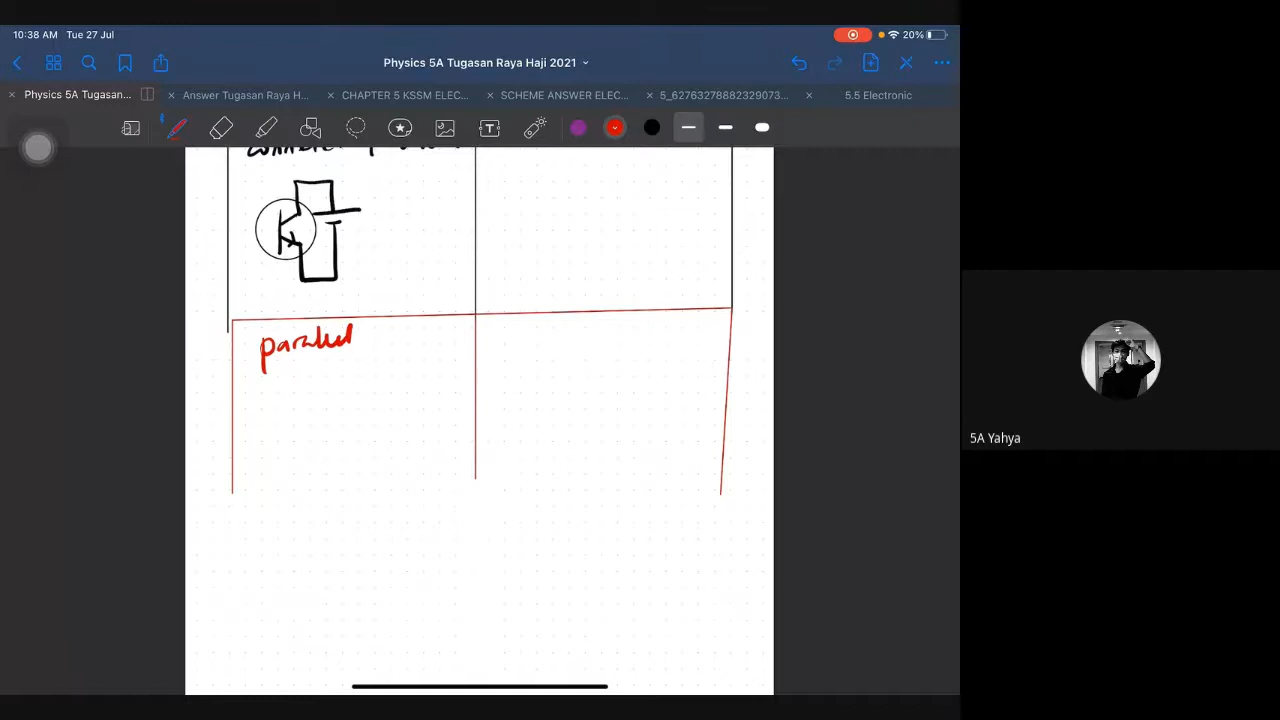 10:38 AM Tue 27 Jul
20%
Physics 5A Tugasan Raya Haji 2021
Physics 5A Tugasan...
Answer Tugasan Raya H...
CHAPTER 5 KSSM ELEC...
SCHEME ANSWER ELEC...
5_62763278882329073...
5.5 Electronic
parallel
5A Yahya